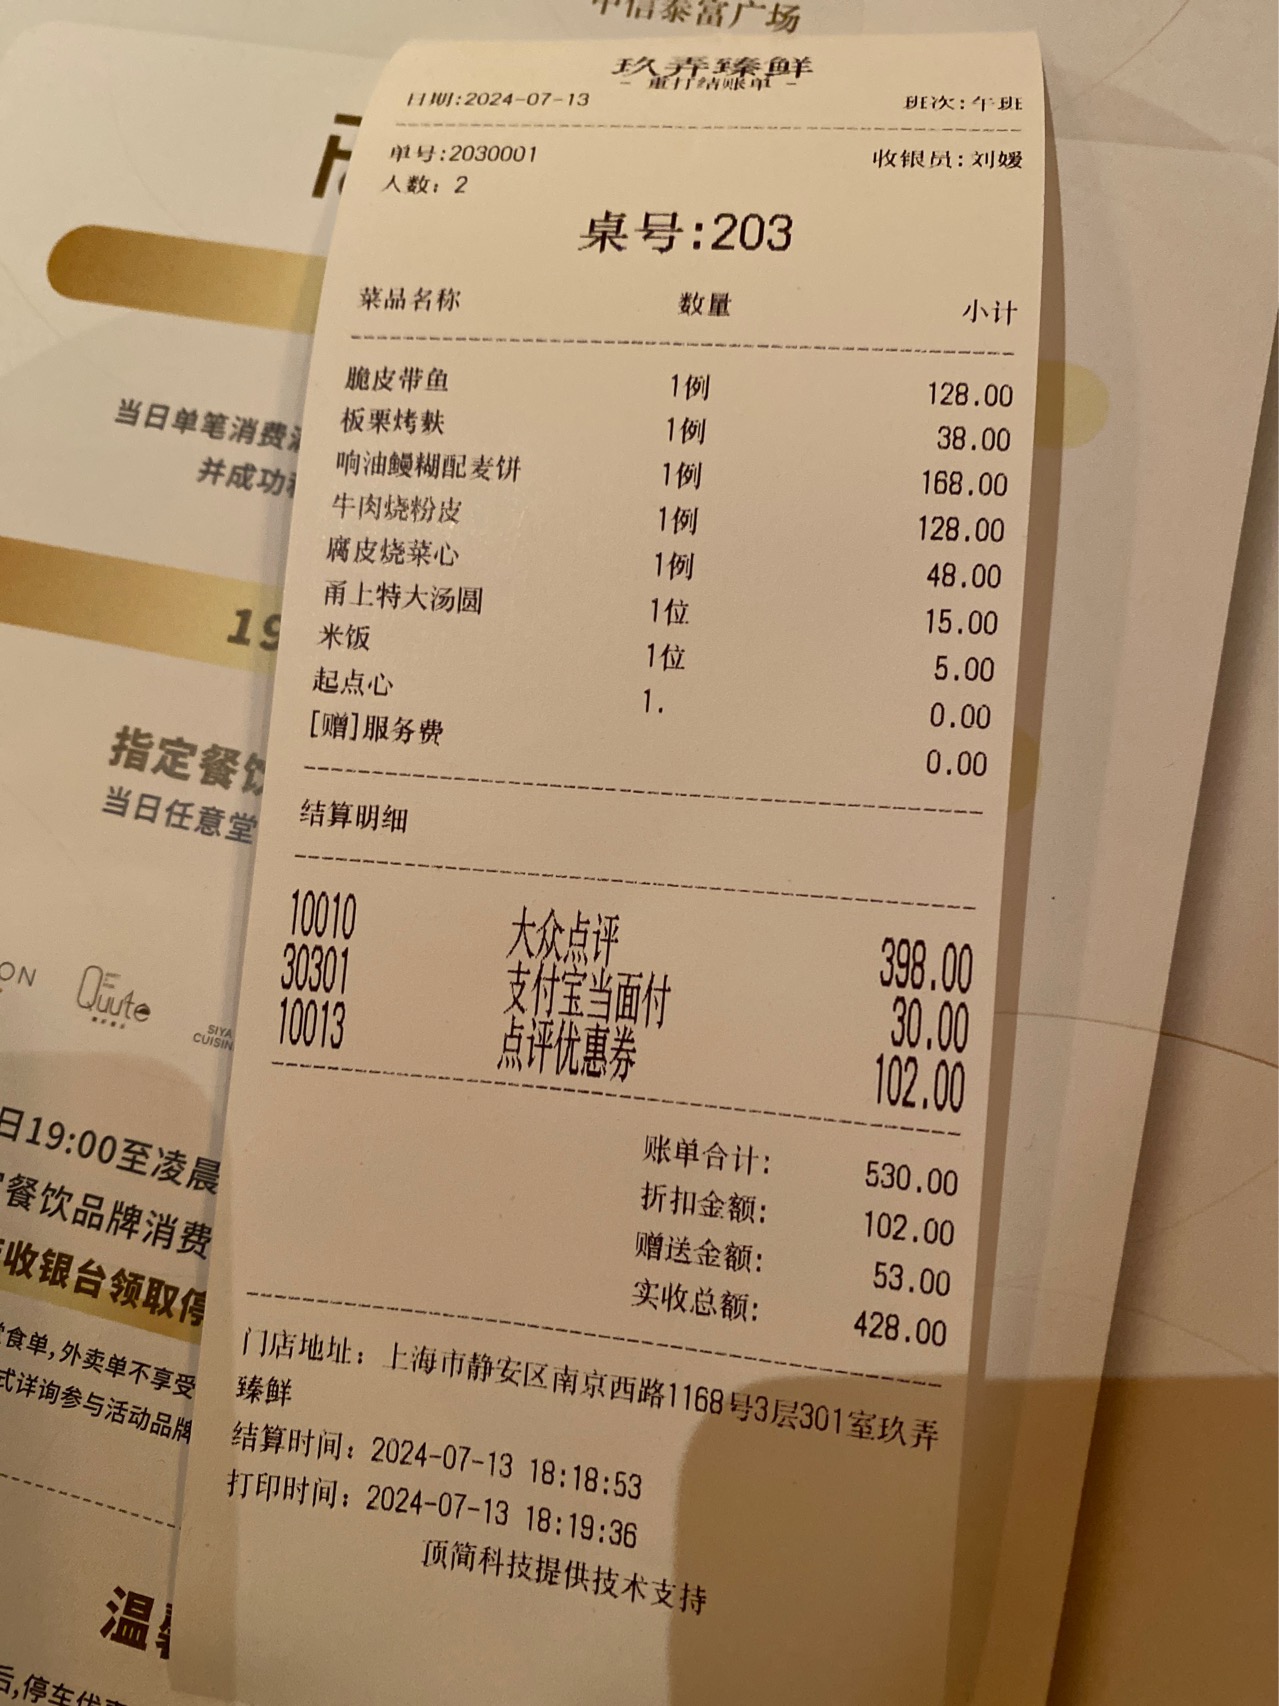 中信泰富广场
玖弄臻鲜
- 重打结账单 -
日期:2024-07-13 班次:午班
单号:2030001 收银员:刘媛
人数: 2
桌号:203
菜品名称 数量 小计
脆皮带鱼 1例 128.00
板栗烤麸 1例 38.00
响油鳗糊配麦饼 1例 168.00
牛肉烧粉皮 1例 128.00
腐皮烧菜心 1例 48.00
甬上特大汤圆 1位 15.00
米饭 1位 5.00
起点心 1. 0.00
[赠]服务费 0.00
结算明细
10010 大众点评 398.00
30301 支付宝当面付 30.00
10013 点评优惠券 102.00
账单合计: 530.00
折扣金额: 102.00
赠送金额: 53.00
实收总额: 428.00
门店地址: 上海市静安区南京西路1168号3层301室玖弄
臻鲜
结算时间: 2024-07-13 18:18:53
打印时间: 2024-07-13 18:19:36
顶简科技提供技术支持
当日单笔消费
并成功
19
指定餐饮
当日任意堂
ON
Quute
SIYA
CUISIN
日19:00至凌晨
餐饮品牌消费
收银台领取停
食单,外卖单不享受
式详询参与活动品牌
温
后,停车优